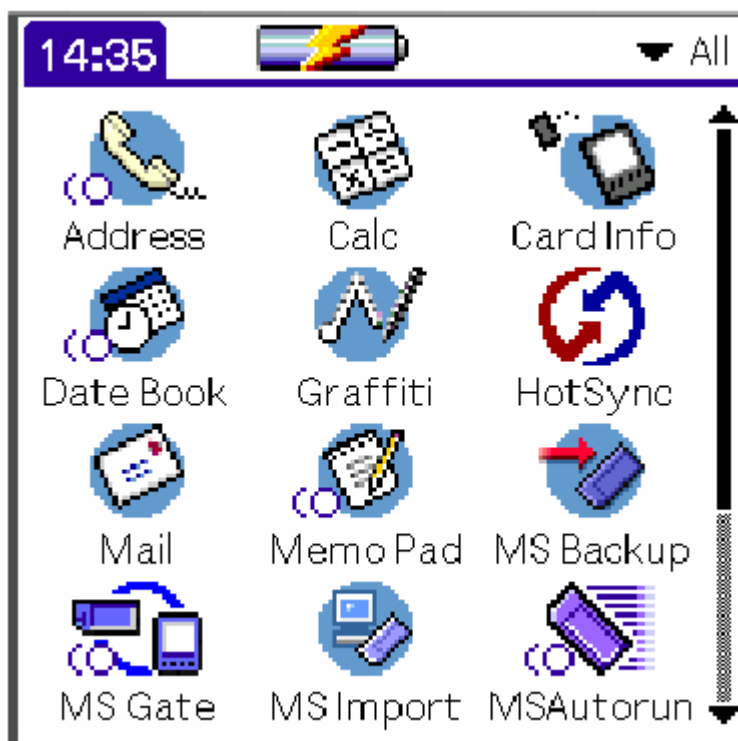 14:35 All
Address Calc Card Info
Date Book Graffiti HotSync
Mail Memo Pad MS Backup
MS Gate MS Import MSAutorun